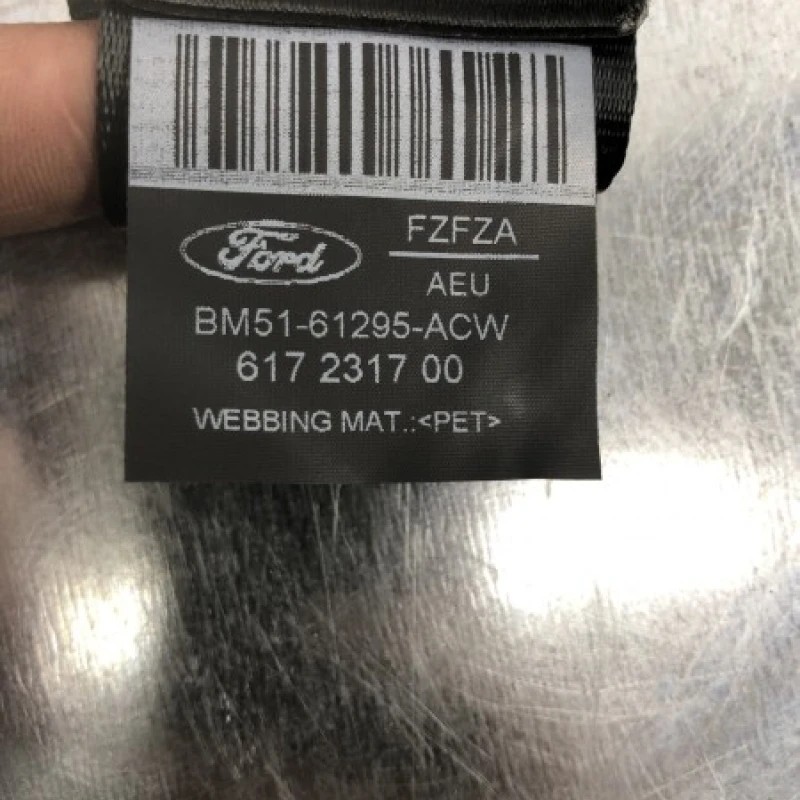 Ford
FZFZA
AEU
BM51-61295-ACW
617 2317 00
WEBBING MAT.:<PET>